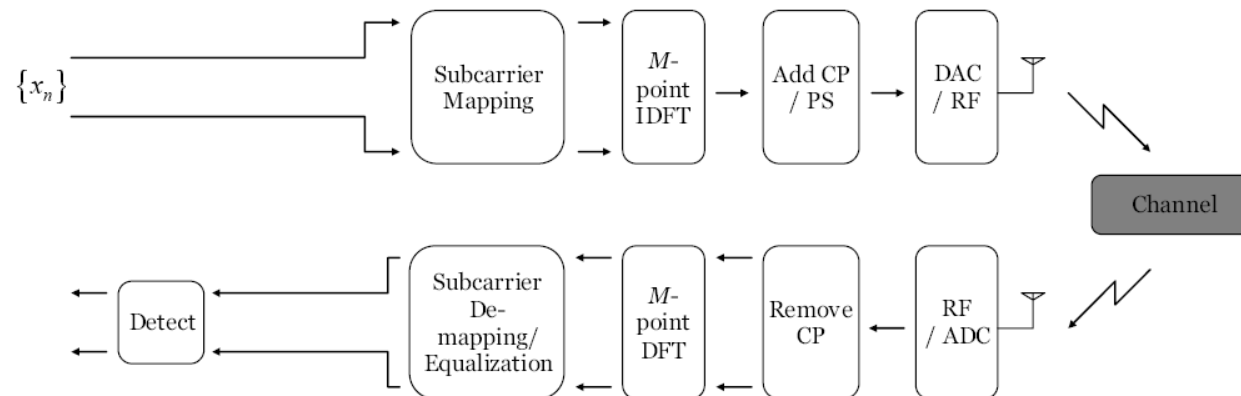 {x_n}
Subcarrier
Mapping
M-
point
IDFT
Add CP
/ PS
DAC
/ RF
Channel
Detect
Subcarrier
De-
mapping/
Equalization
M-
point
DFT
Remove
CP
RF
/ ADC